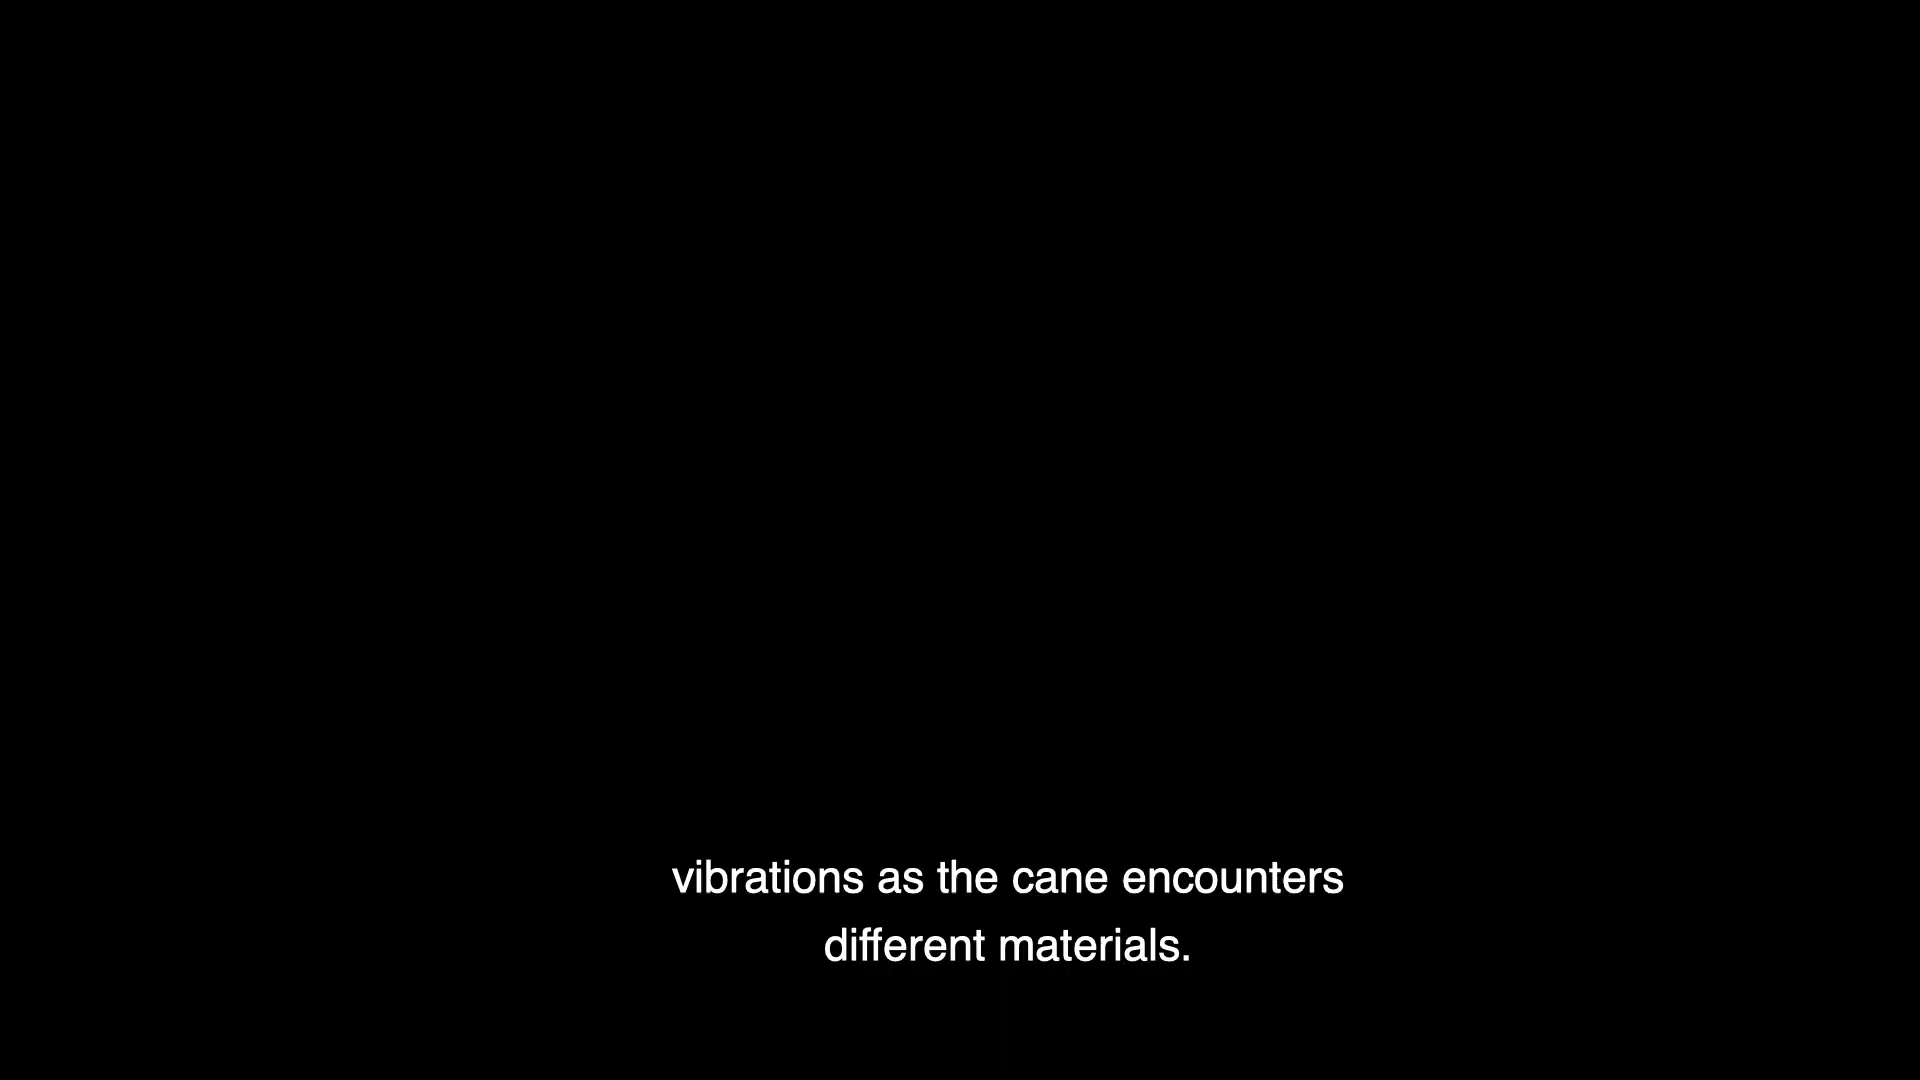 vibrations as the cane encounters
different materials.